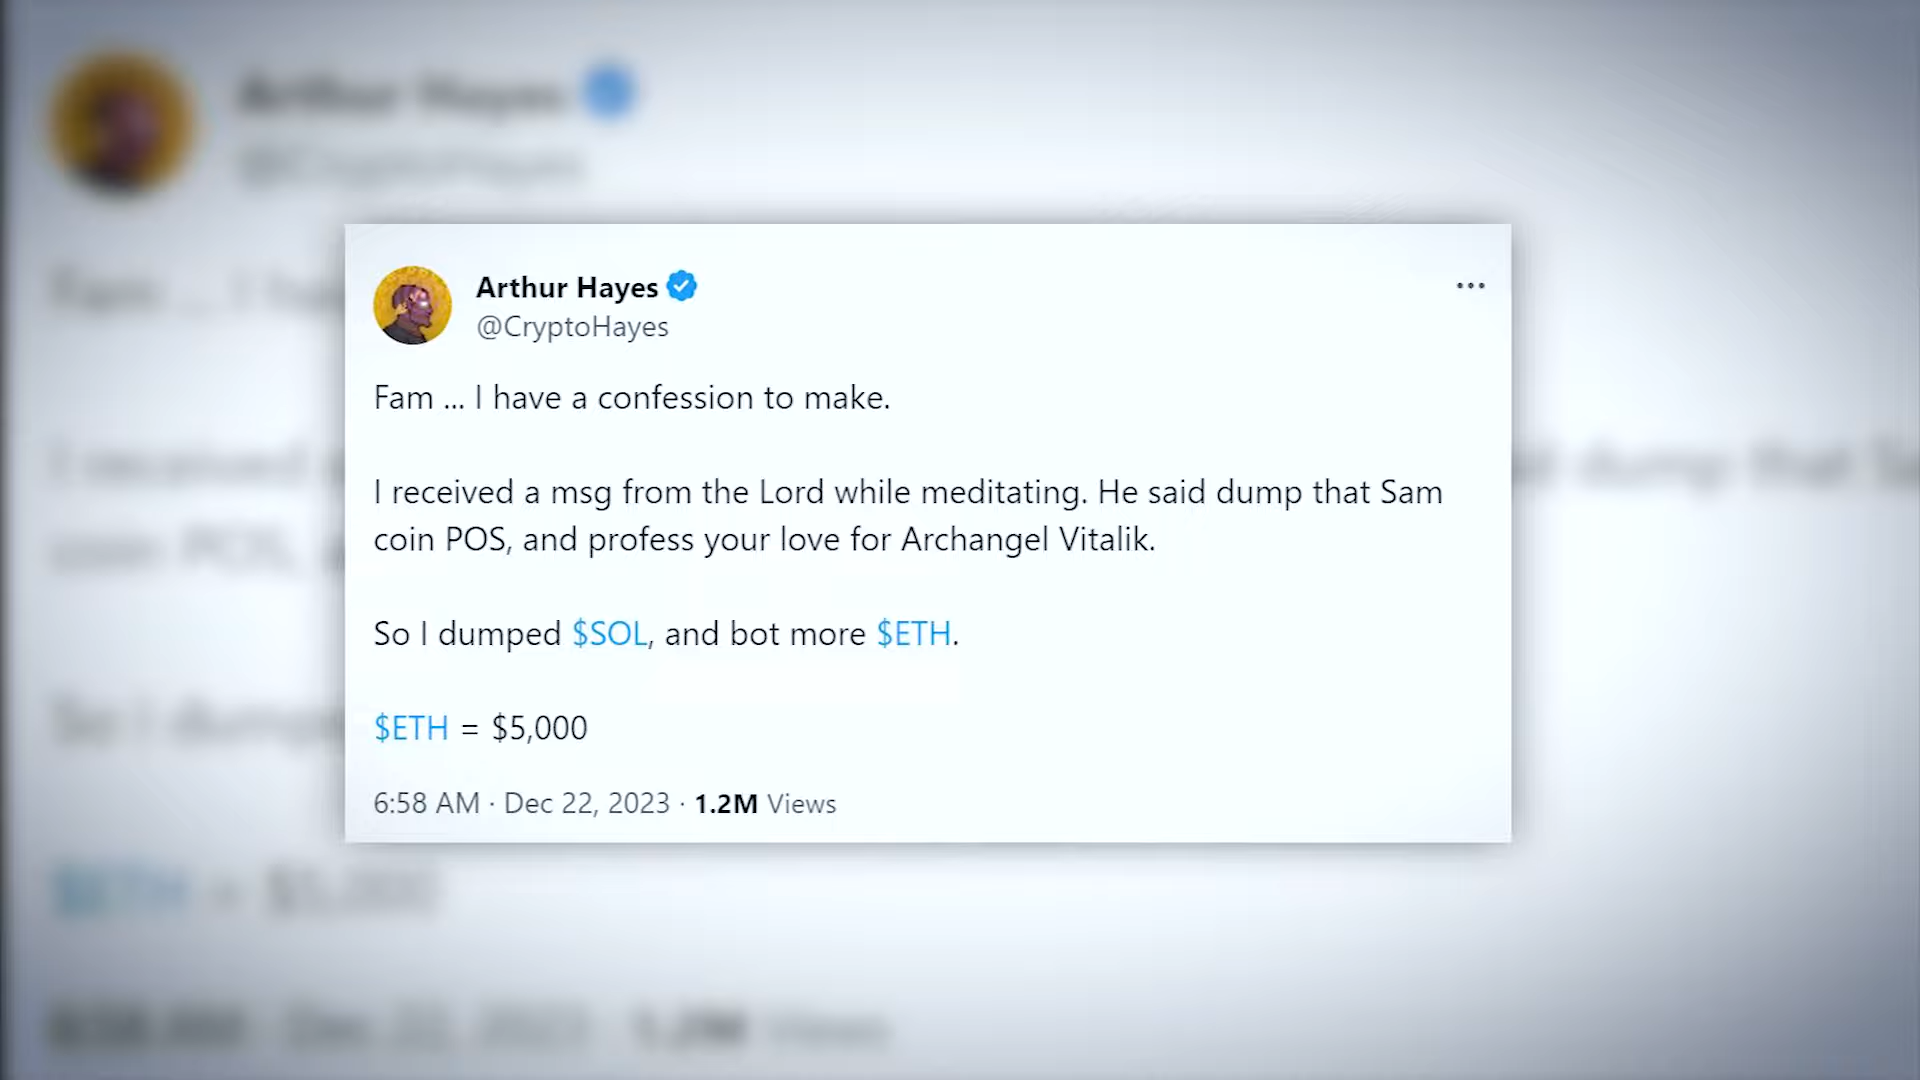 Arthur Hayes
@CryptoHayes
Fam ... I have a confession to make.
I received a msg from the Lord while meditating. He said dump that Sam
coin POS, and profess your love for Archangel Vitalik.
So I dumped $SOL, and bot more $ETH.
$ETH = $5,000
6:58 AM · Dec 22, 2023 · 1.2M Views